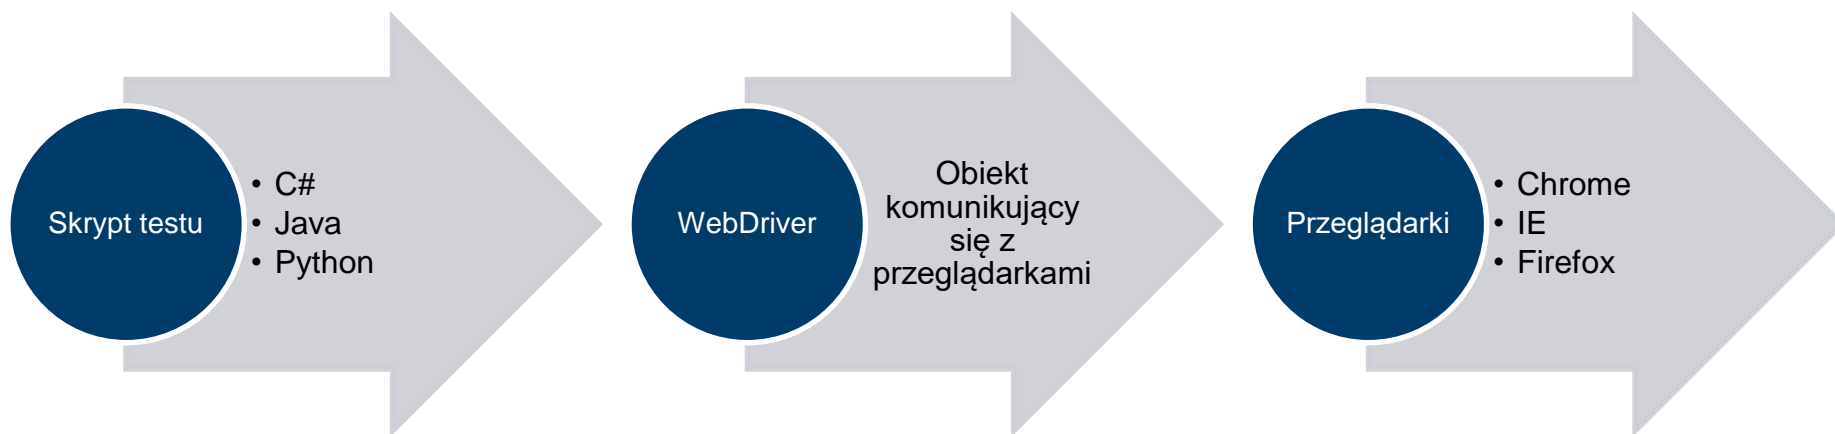 Skrypt testu
• C#
• Java
• Python
WebDriver
Obiekt
komunikujący
się z
przeglądarkami
Przeglądarki
• Chrome
• IE
• Firefox